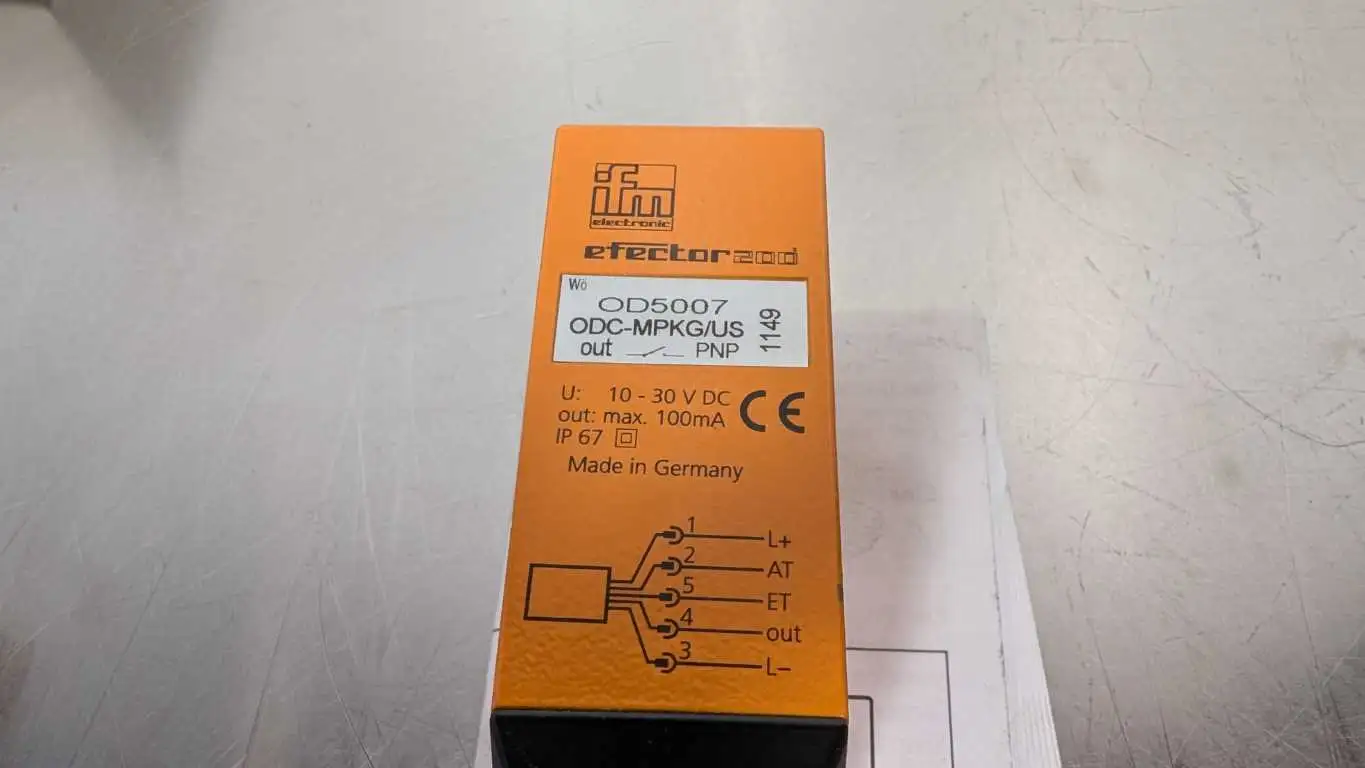 ifm
electronic
efector200
Wö
OD5007
ODC-MPKG/US
out PNP
1149
U: 10 - 30 V DC
out: max. 100mA
IP 67
CE
Made in Germany
1 L+
2 AT
5 ET
4 out
3 L–